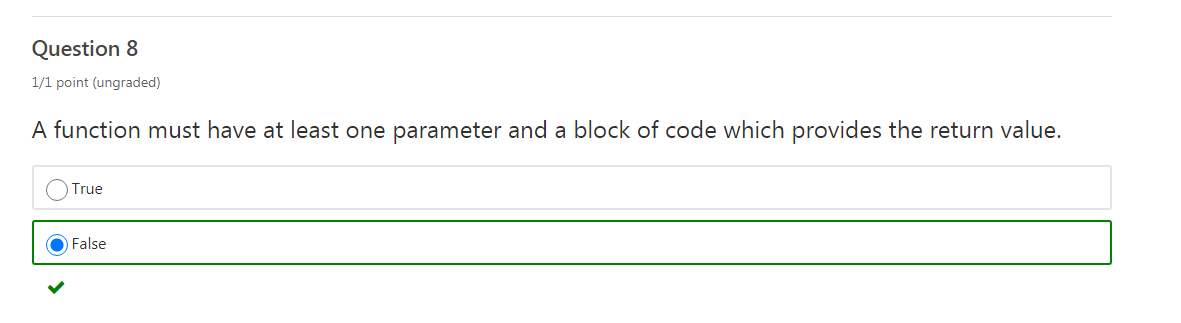 Question 8
1/1 point (ungraded)
A function must have at least one parameter and a block of code which provides the return value.
True
False